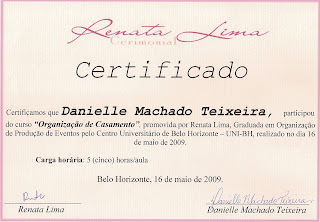 Renata Lima
Cerimonial
Certificado
Certificamos que Danielle Machado Teixeira, participou
do curso "Organização de Casamento", promovida por Renata Lima, Graduada em Organização
de Produção de Eventos pelo Centro Universitário de Belo Horizonte – UNI-BH, realizado no dia 16
de maio de 2009.
Carga horária: 5 (cinco) horas/aula
Belo Horizonte, 16 de maio de 2009.
Danielle Machado Teixeira
Renata Lima
Danielle Machado Teixeira